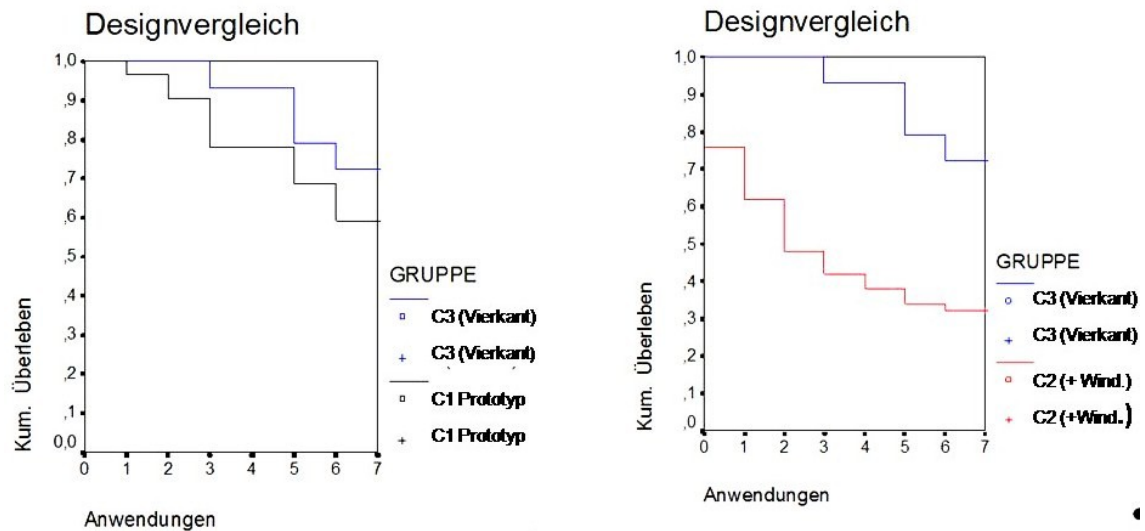 Designvergleich
1,0
,9
,8
,7
,6
,5
,4
,3
,2
,1
0,0
0 1 2 3 4 5 6 7
Kum. Überleben
Anwendungen
GRUPPE
C3 (Vierkant)
C3 (Vierkant)
C1 Prototyp
C1 Prototyp
Designvergleich
1,0
,9
,8
,7
,6
,5
,4
,3
,2
,1
,0
0 1 2 3 4 5 6 7
Kum. Überleben
Anwendungen
GRUPPE
C3 (Vierkant)
C3 (Vierkant)
C2 (+ Wind.)
C2 (+Wind.)